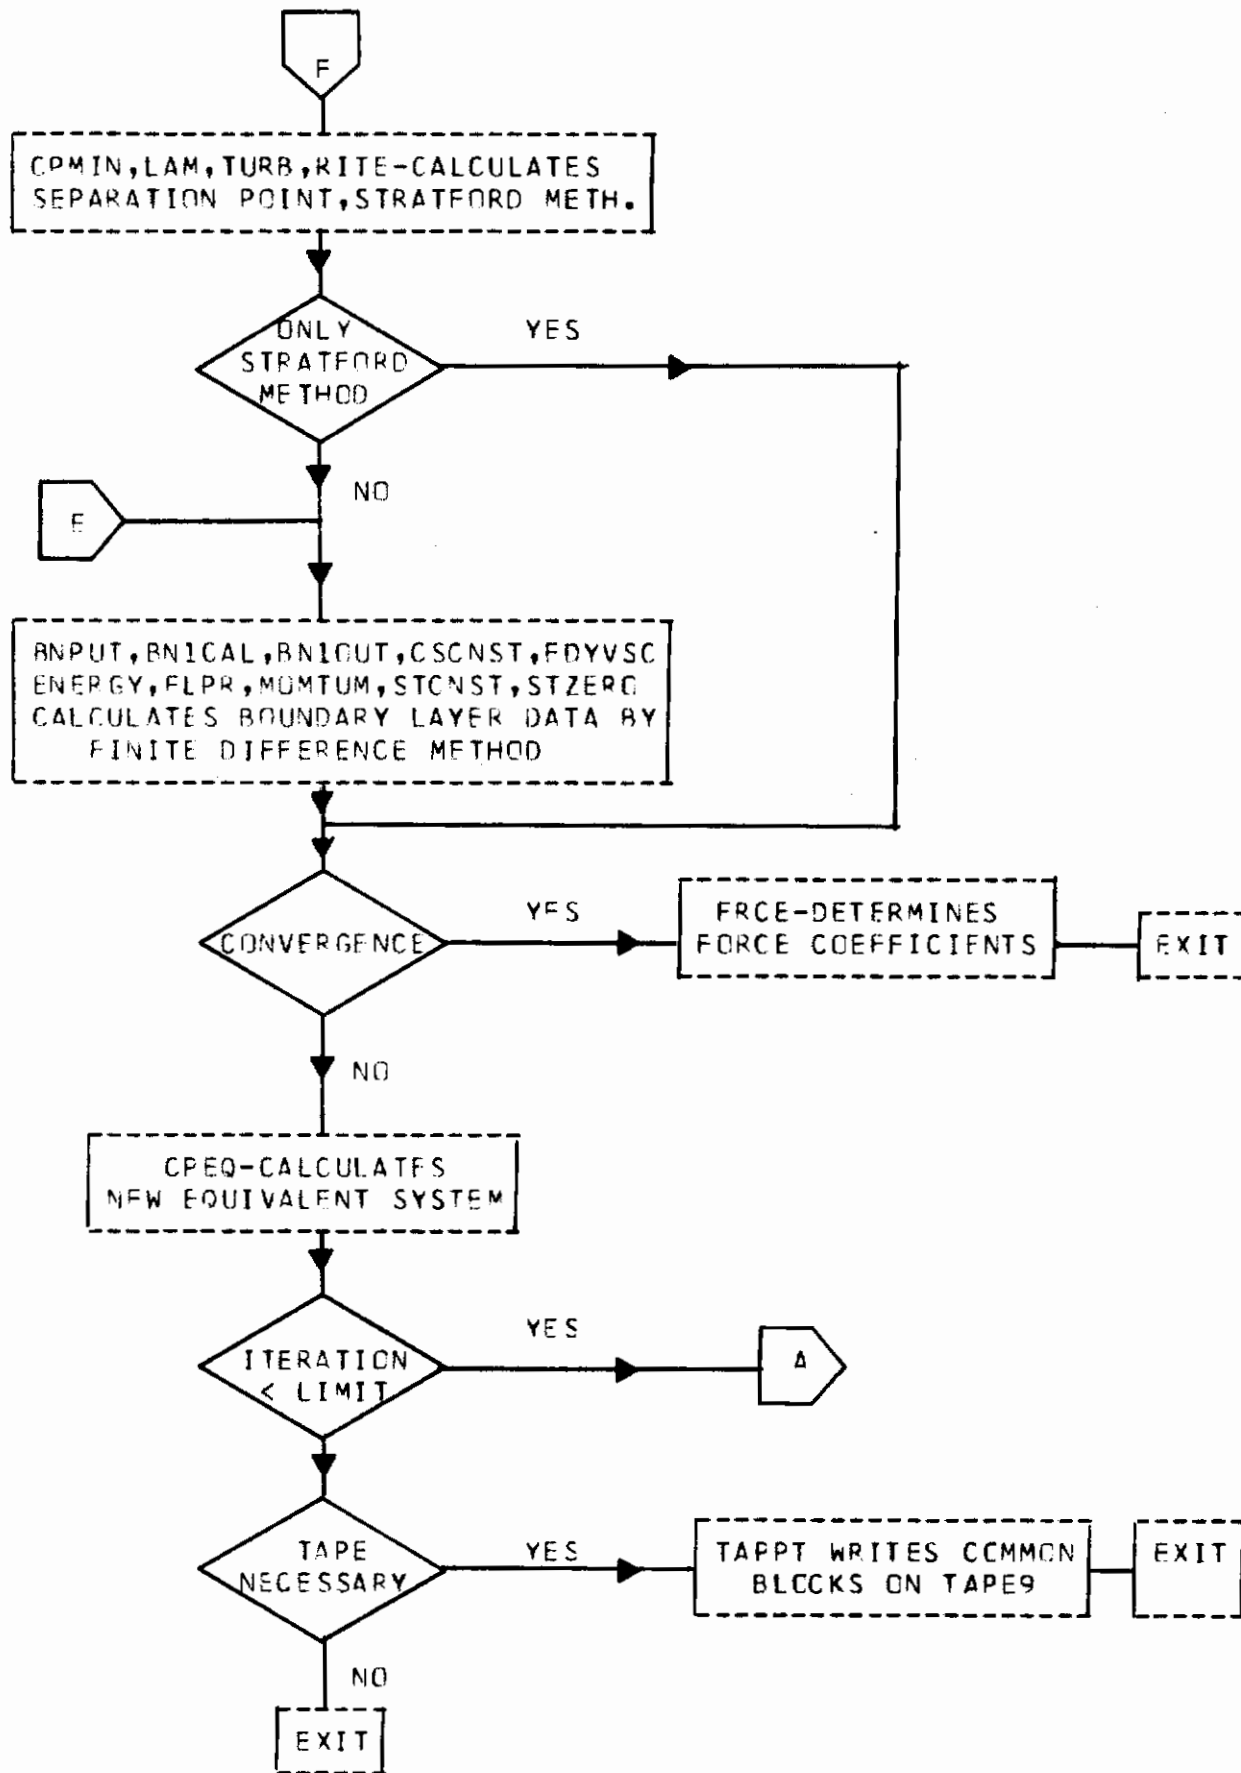 F
CPMIN,LAM,TURB,RITE-CALCULATES
SEPARATION POINT,STRATFORD METH.
ONLY
STRATFORD
METHOD
YES
NO
E
BNPUT,BN1CAL,BN1OUT,CSCNST,EDYVSC
ENERGY,FLPR,MOMTUM,STCNST,STZERO
CALCULATES BOUNDARY LAYER DATA BY
FINITE DIFFERENCE METHOD
CONVERGENCE
YES
FRCE-DETERMINES
FORCE COEFFICIENTS
EXIT
NO
CPEQ-CALCULATES
NEW EQUIVALENT SYSTEM
ITERATION
< LIMIT
YES
A
TAPE
NECESSARY
YES
TAPPT WRITES COMMON
BLOCKS ON TAPE9
EXIT
NO
EXIT